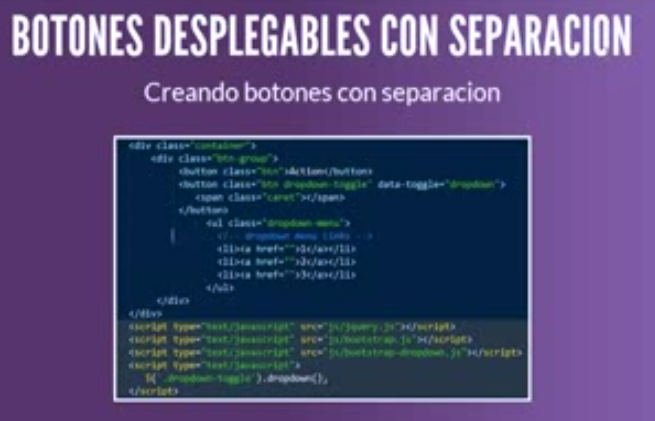 BOTONES DESPLEGABLES CON SEPARACION
Creando botones con separacion
<div class="container">
<div class="btn-group">
<button class="btn">Action</button>
<button class="btn dropdown-toggle" data-toggle="dropdown">
<span class="caret"></span>
</button>
<ul class="dropdown-menu">
<!-- dropdown menu links -->
<li><a href="">1</a></li>
<li><a href="">2</a></li>
<li><a href="">3</a></li>
</ul>
</div>
</div>
<script type="text/javascript" src="js/jquery.js"></script>
<script type="text/javascript" src="js/bootstrap.js"></script>
<script type="text/javascript" src="js/bootstrap-dropdown.js"></script>
<script type="text/javascript">
$('.dropdown-toggle').dropdown();
</script>